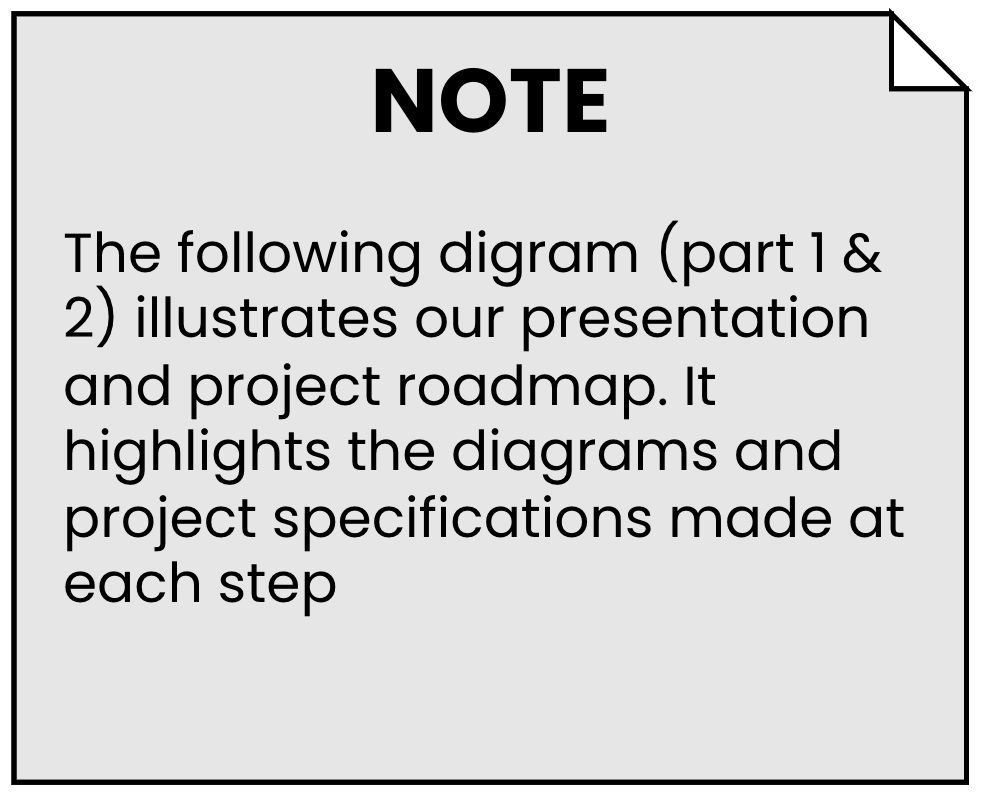 NOTE
The following digram (part 1 &
2) illustrates our presentation
and project roadmap. It
highlights the diagrams and
project specifications made at
each step